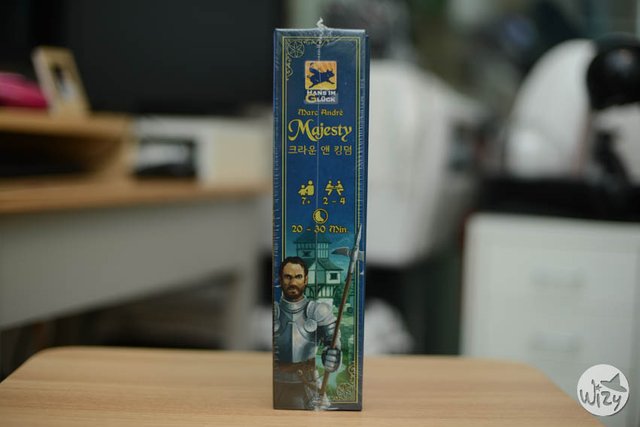 HANS IM
GLÜCK
Marc André
Majesty
크라운 앤 킹덤
7+ 2 - 4
20 - 30 Min.
Wizy